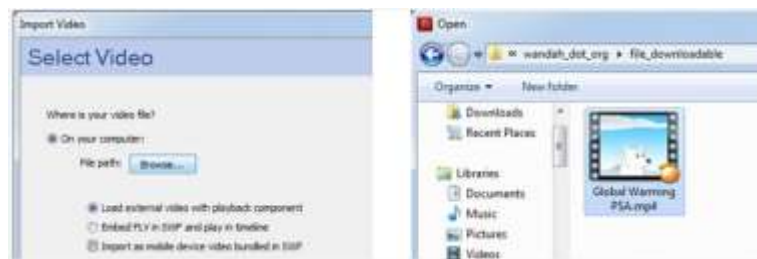 Import Video
Select Video
Where is your video file?
On your computer:
File path: Browse...
Load external video with playback component
Embed FLV in SWF and play in timeline
Import as mobile device video bundled in SWF
Open
« wandah_dot_org ▸ file_downloadable
Organize ▾ New folder
Downloads
Recent Places
Libraries
Documents
Music
Pictures
Videos
Global Warming
PSA.mp4